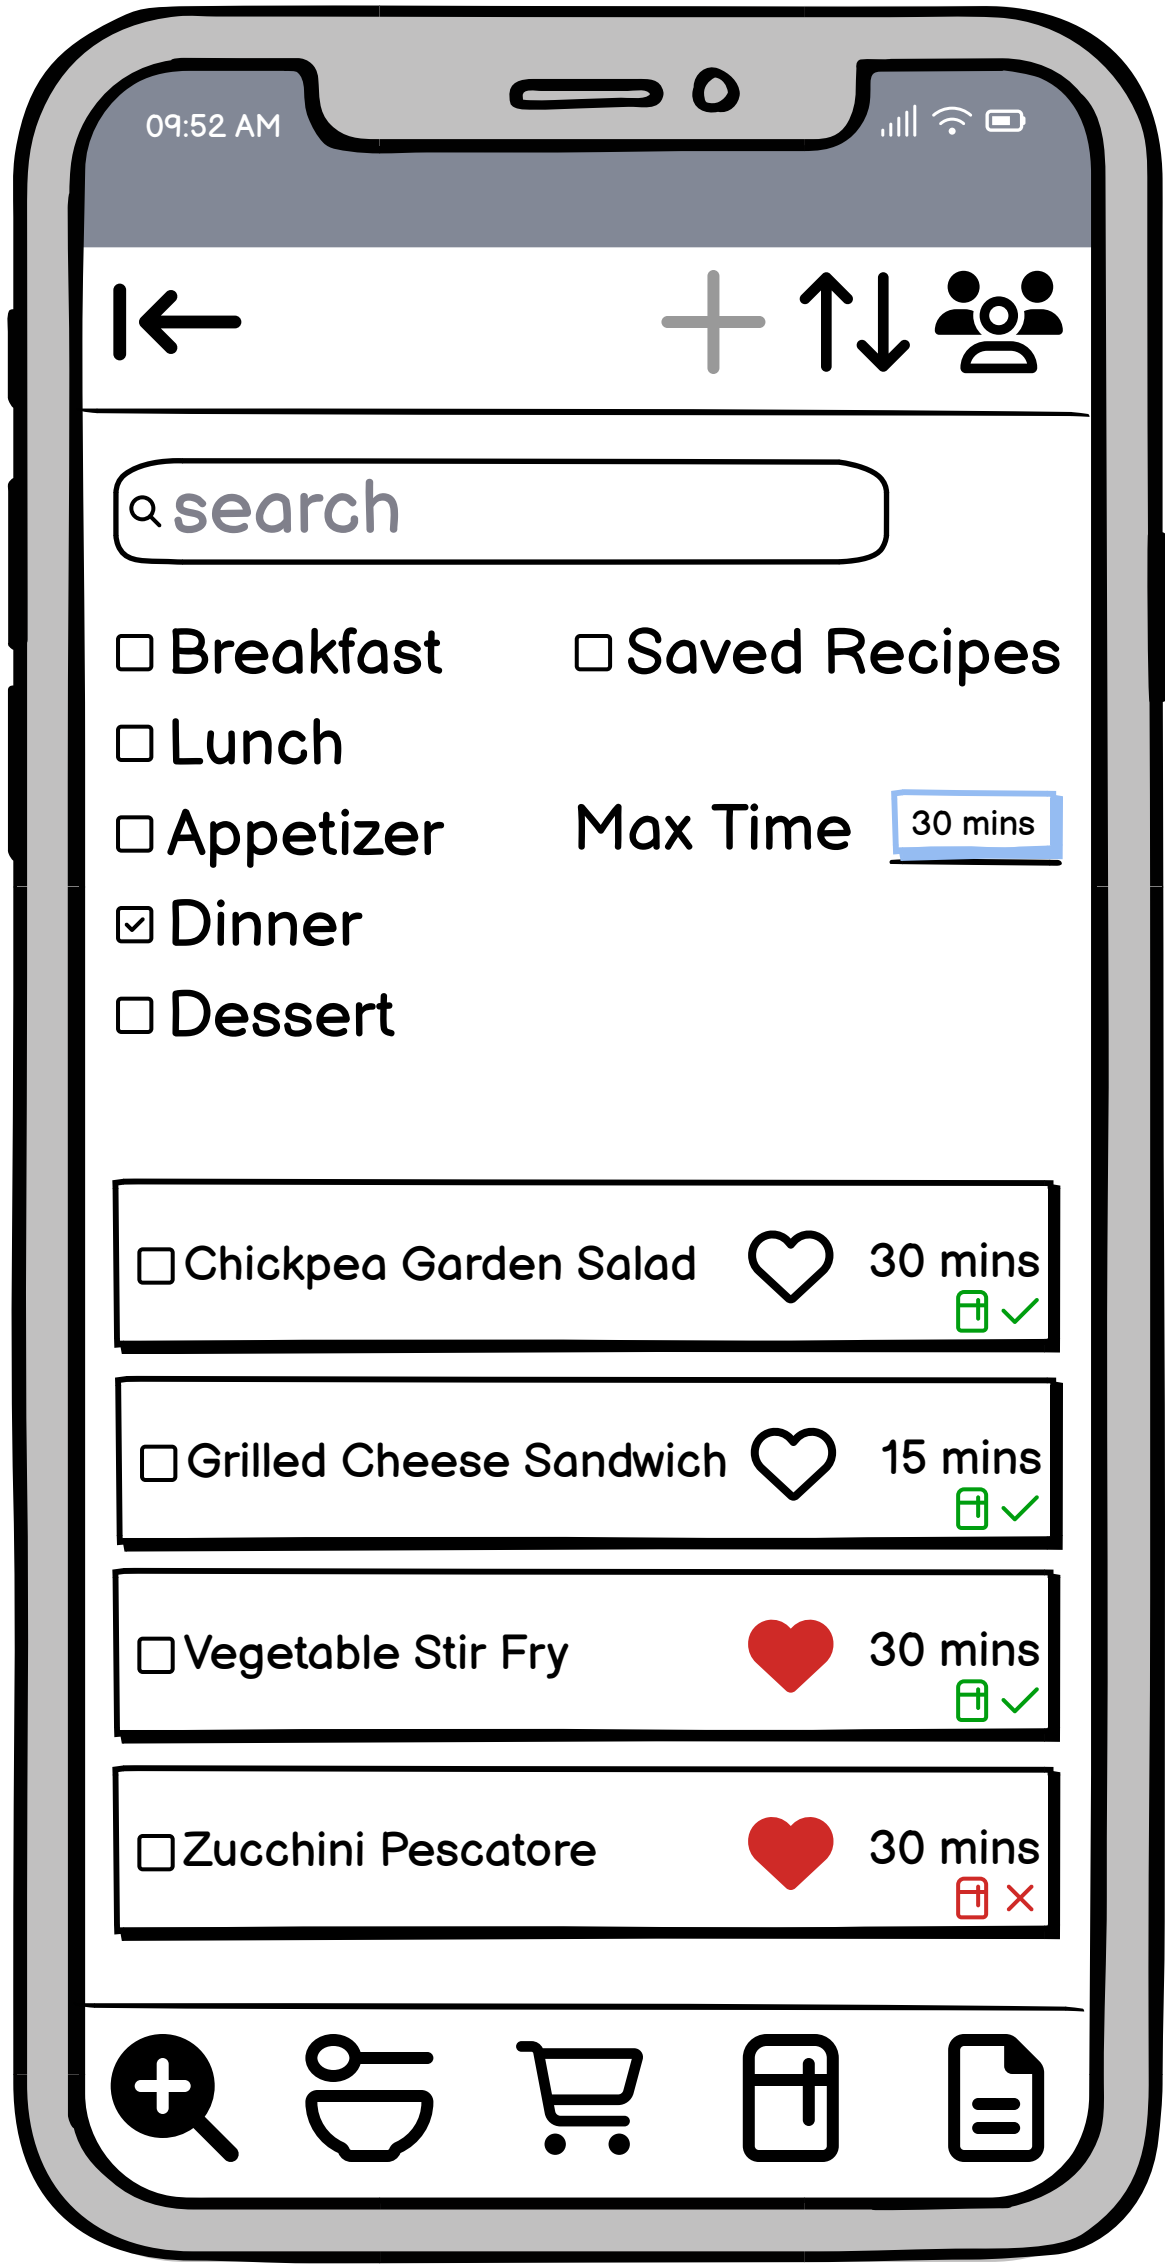 09:52 AM
search
Breakfast
Saved Recipes
Lunch
Appetizer
Max Time
30 mins
Dinner
Dessert
Chickpea Garden Salad
30 mins
Grilled Cheese Sandwich
15 mins
Vegetable Stir Fry
30 mins
Zucchini Pescatore
30 mins